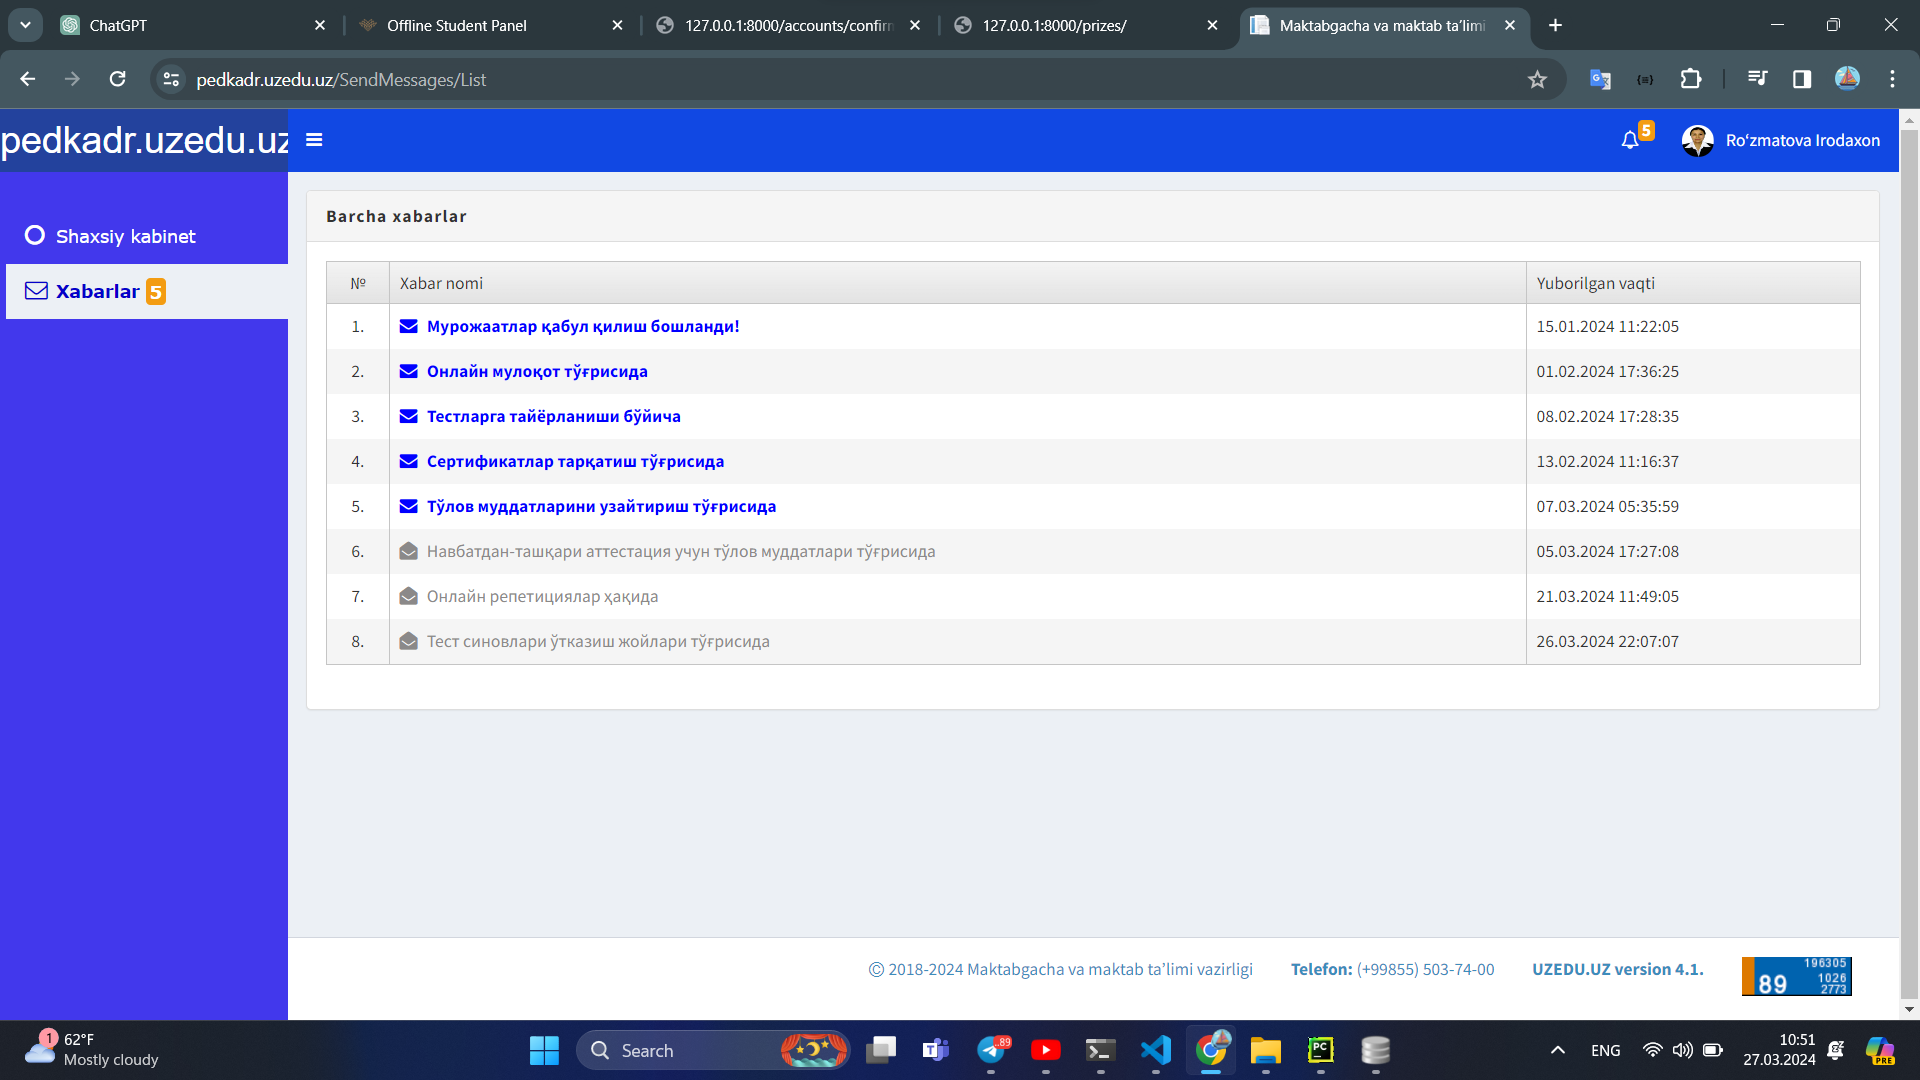 ChatGPT
Offline Student Panel
127.0.0.1:8000/accounts/confirm
127.0.0.1:8000/prizes/
Maktabgacha va maktab taʼlimi
pedkadr.uzedu.uz/SendMessages/List
pedkadr.uzedu.uz
5
Ro‘zmatova Irodaxon
Shaxsiy kabinet
Xabarlar 5
Barcha xabarlar
№ Xabar nomi Yuborilgan vaqti
1. Мурожаатлар қабул қилиш бошланди! 15.01.2024 11:22:05
2. Онлайн мулоқот тўғрисида 01.02.2024 17:36:25
3. Тестларга тайёрланиши бўйича 08.02.2024 17:28:35
4. Сертификатлар тарқатиш тўғрисида 13.02.2024 11:16:37
5. Тўлов муддатларини узайтириш тўғрисида 07.03.2024 05:35:59
6. Навбатдан-ташқари аттестация учун тўлов муддатлари тўғрисида 05.03.2024 17:27:08
7. Онлайн репетициялар ҳақида 21.03.2024 11:49:05
8. Тест синовлари ўтказиш жойлари тўғрисида 26.03.2024 22:07:07
© 2018-2024 Maktabgacha va maktab ta’limi vazirligi Telefon: (+99855) 503-74-00 UZEDU.UZ version 4.1.
196305
89 1026
2773
1 62°F
Mostly cloudy
Search
..89
PC
ENG
10:51
27.03.2024
PRE